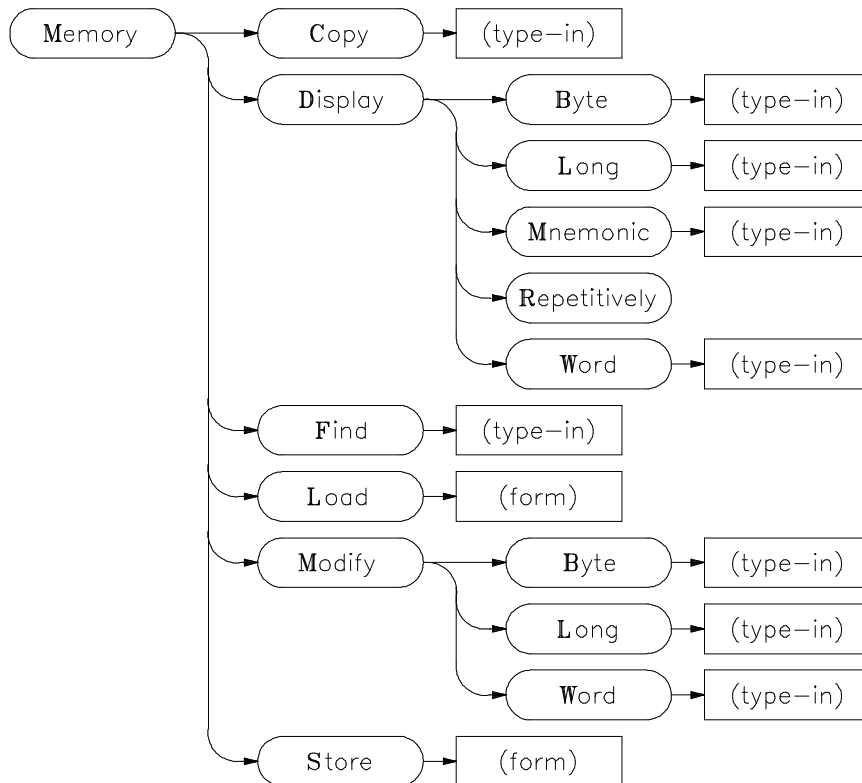 Memory Copy (type-in)
Display Byte (type-in)
Long (type-in)
Mnemonic (type-in)
Repetitively
Word (type-in)
Find (type-in)
Load (form)
Modify Byte (type-in)
Long (type-in)
Word (type-in)
Store (form)